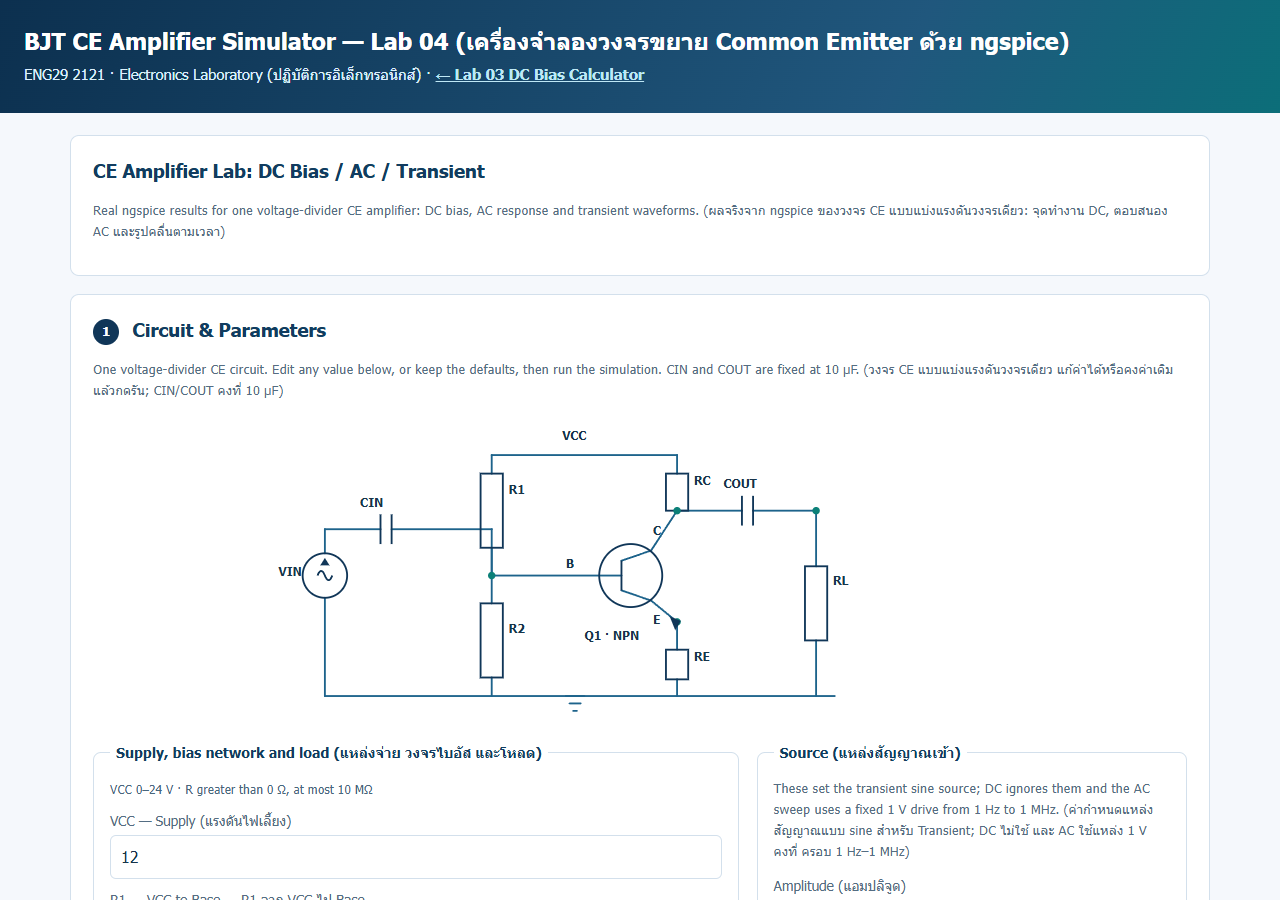 BJT CE Amplifier Simulator — Lab 04 (เครื่องจำลองวงจรขยาย Common Emitter ด้วย ngspice)
ENG29 2121 · Electronics Laboratory (ปฏิบัติการอิเล็กทรอนิกส์) · ← Lab 03 DC Bias Calculator
CE Amplifier Lab: DC Bias / AC / Transient
Real ngspice results for one voltage-divider CE amplifier: DC bias, AC response and transient waveforms. (ผลจริงจาก ngspice ของวงจร CE แบบแบ่งแรงดันวงจรเดียว: จุดทำงาน DC, ตอบสนอง
AC และรูปคลื่นตามเวลา)
1 Circuit & Parameters
One voltage-divider CE circuit. Edit any value below, or keep the defaults, then run the simulation. CIN and COUT are fixed at 10 µF. (วงจร CE แบบแบ่งแรงดันวงจรเดียว แก้ค่าได้หรือคงค่าเดิม
แล้วกดรัน; CIN/COUT คงที่ 10 µF)
VCC
RC
COUT
R1
CIN
C
B
VIN
RL
E
R2
Q1 · NPN
RE
Supply, bias network and load (แหล่งจ่าย วงจรไบอัส และโหลด)
VCC 0–24 V · R greater than 0 Ω, at most 10 MΩ
VCC — Supply (แรงดันไฟเลี้ยง)
12
R1 — VCC to Base — R1 จาก VCC ไป Base
Source (แหล่งสัญญาณเข้า)
These set the transient sine source; DC ignores them and the AC
sweep uses a fixed 1 V drive from 1 Hz to 1 MHz. (ค่ากำหนดแหล่ง
สัญญาณแบบ sine สำหรับ Transient; DC ไม่ใช้ และ AC ใช้แหล่ง 1 V
คงที่ ครอบ 1 Hz–1 MHz)
Amplitude (แอมปลิจูด)